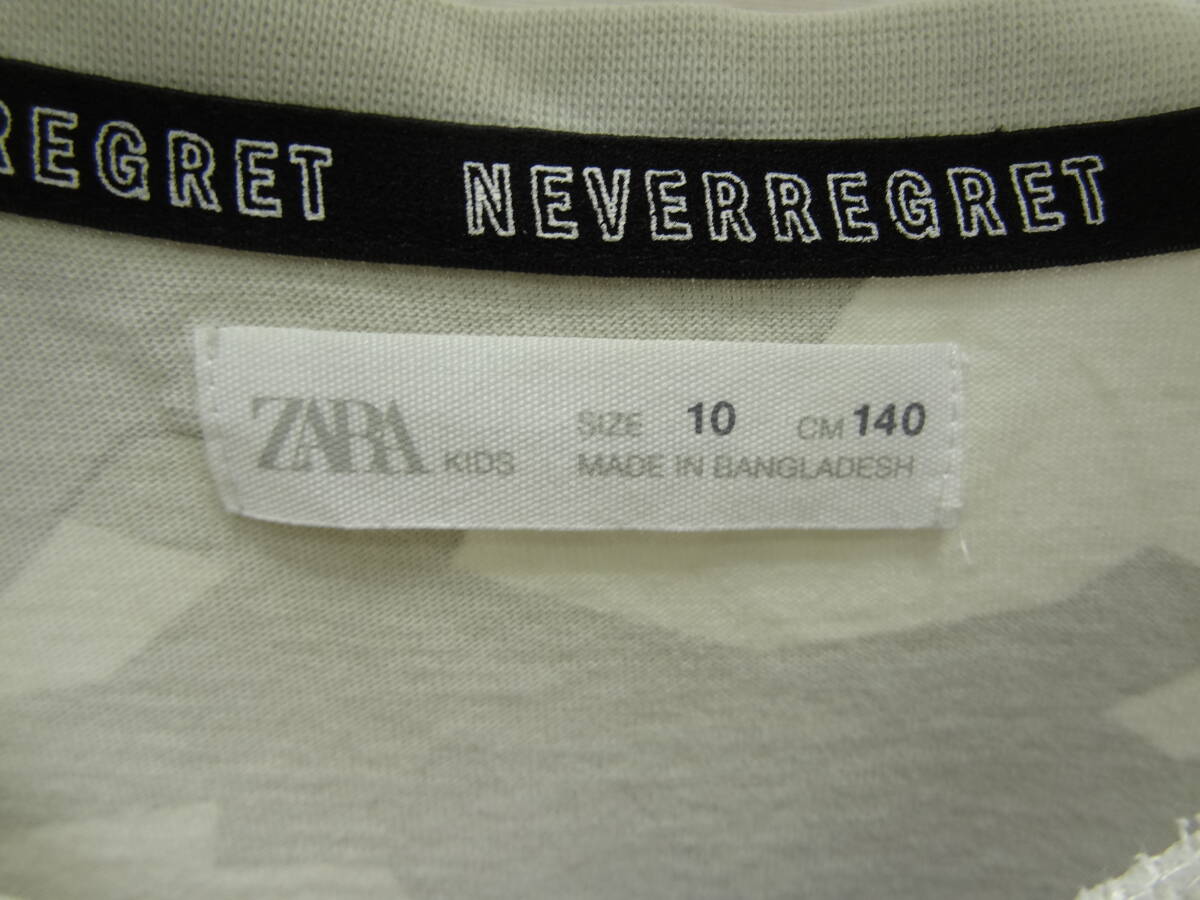 REGRET NEVERREGRET
ZARA KIDS
SIZE 10 CM 140
MADE IN BANGLADESH